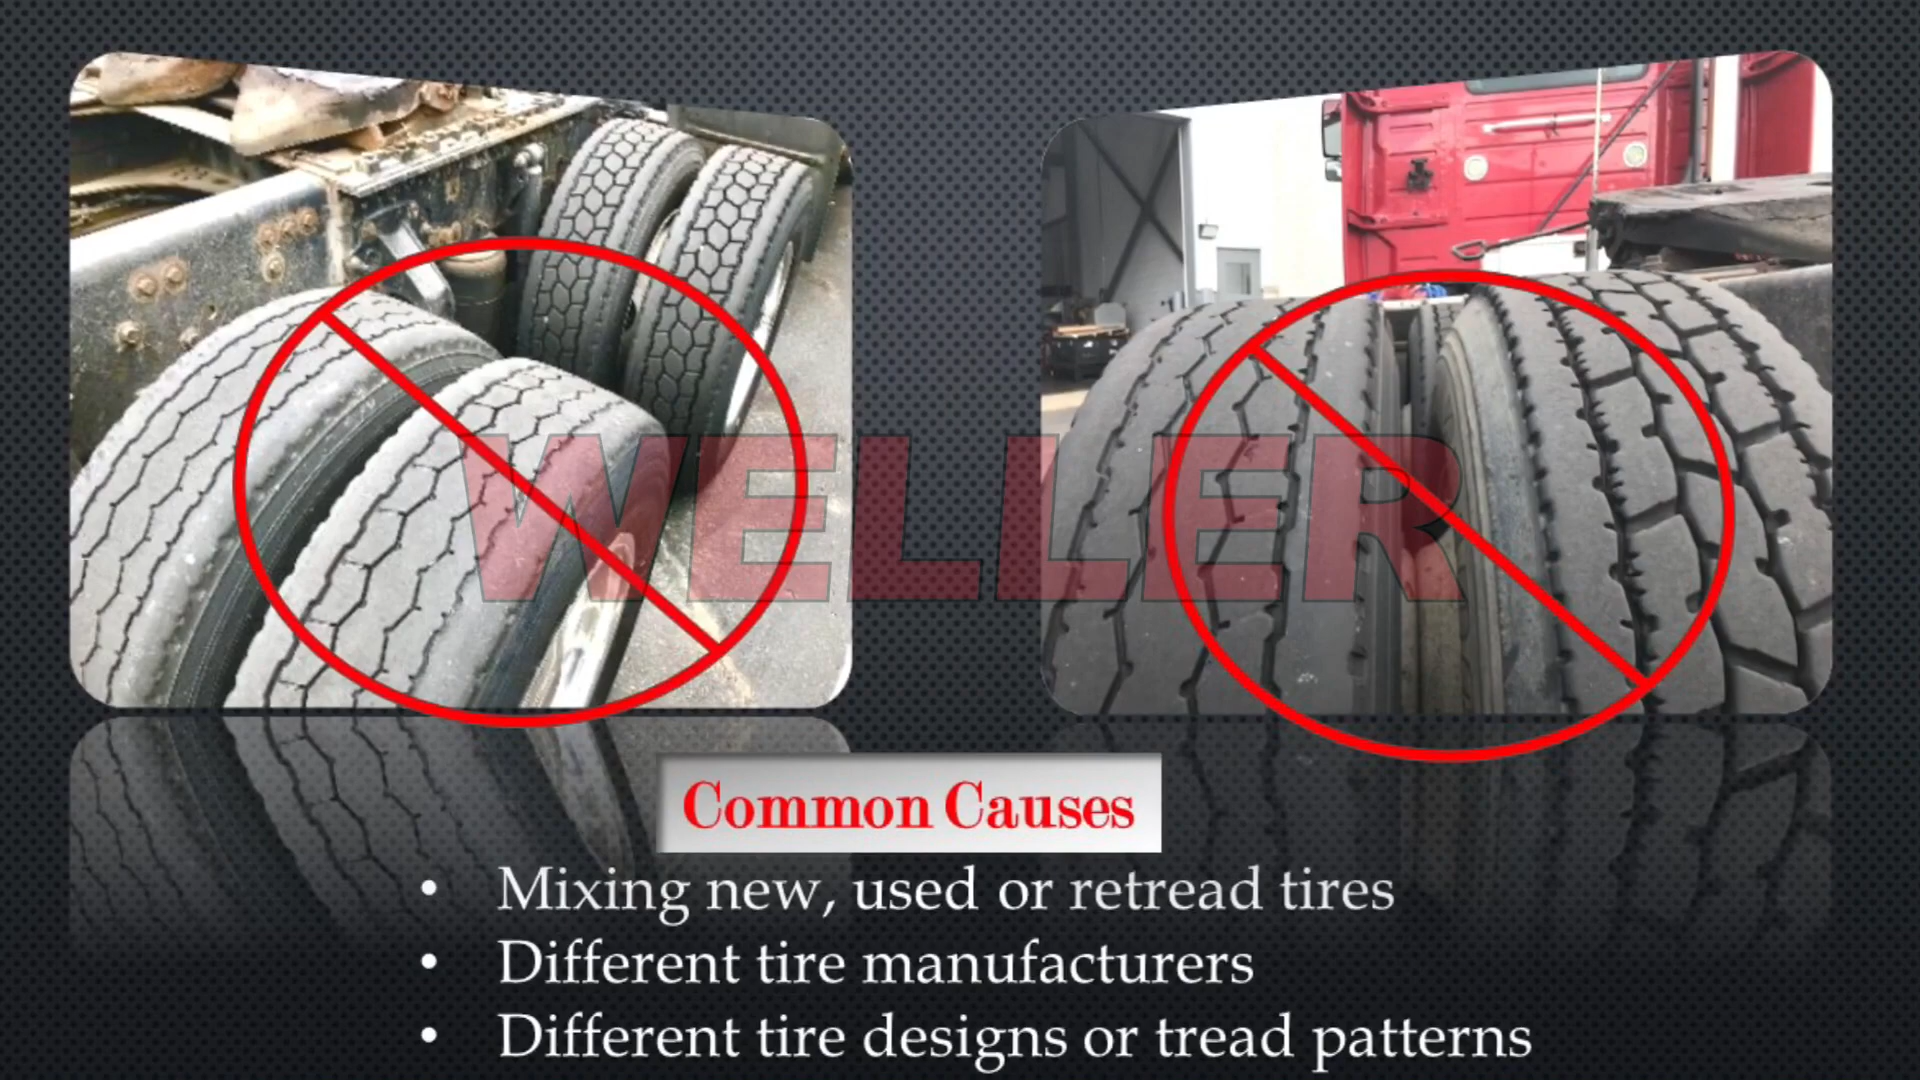 WELLER
Common Causes
• Mixing new, used or retread tires
• Different tire manufacturers
• Different tire designs or tread patterns